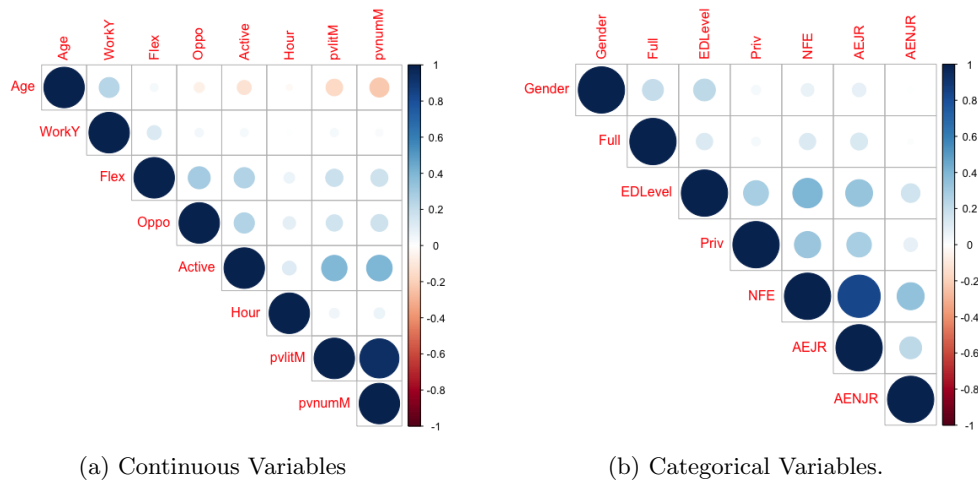 Age
WorkY
Flex
Oppo
Active
Hour
pvlitM
pvnumM
Age
WorkY
Flex
Oppo
Active
Hour
pvlitM
pvnumM
1
0.8
0.6
0.4
0.2
0
-0.2
-0.4
-0.6
-0.8
-1
(a) Continuous Variables
Gender
Full
EDLevel
Priv
NFE
AEJR
AENJR
Gender
Full
EDLevel
Priv
NFE
AEJR
AENJR
1
0.8
0.6
0.4
0.2
0
-0.2
-0.4
-0.6
-0.8
-1
(b) Categorical Variables.